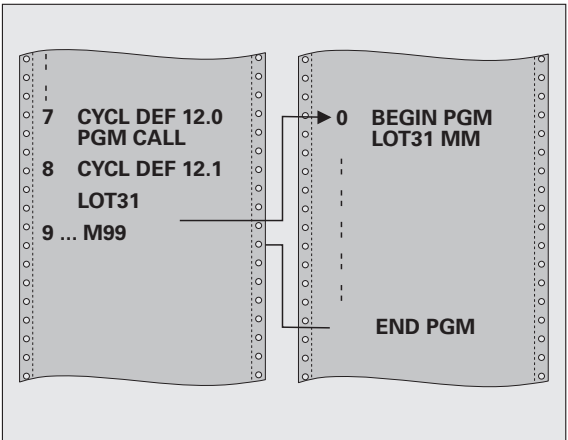 7 CYCL DEF 12.0
PGM CALL
8 CYCL DEF 12.1
LOT31
9 ... M99
0 BEGIN PGM
LOT31 MM
END PGM